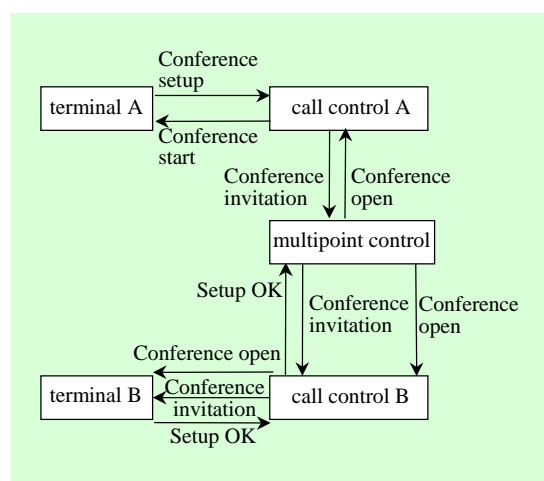 Conference
setup
terminal A
call control A
Conference
start
Conference
invitation
Conference
open
multipoint control
Setup OK
Conference
invitation
Conference
open
Conference open
terminal B
Conference
invitation
call control B
Setup OK